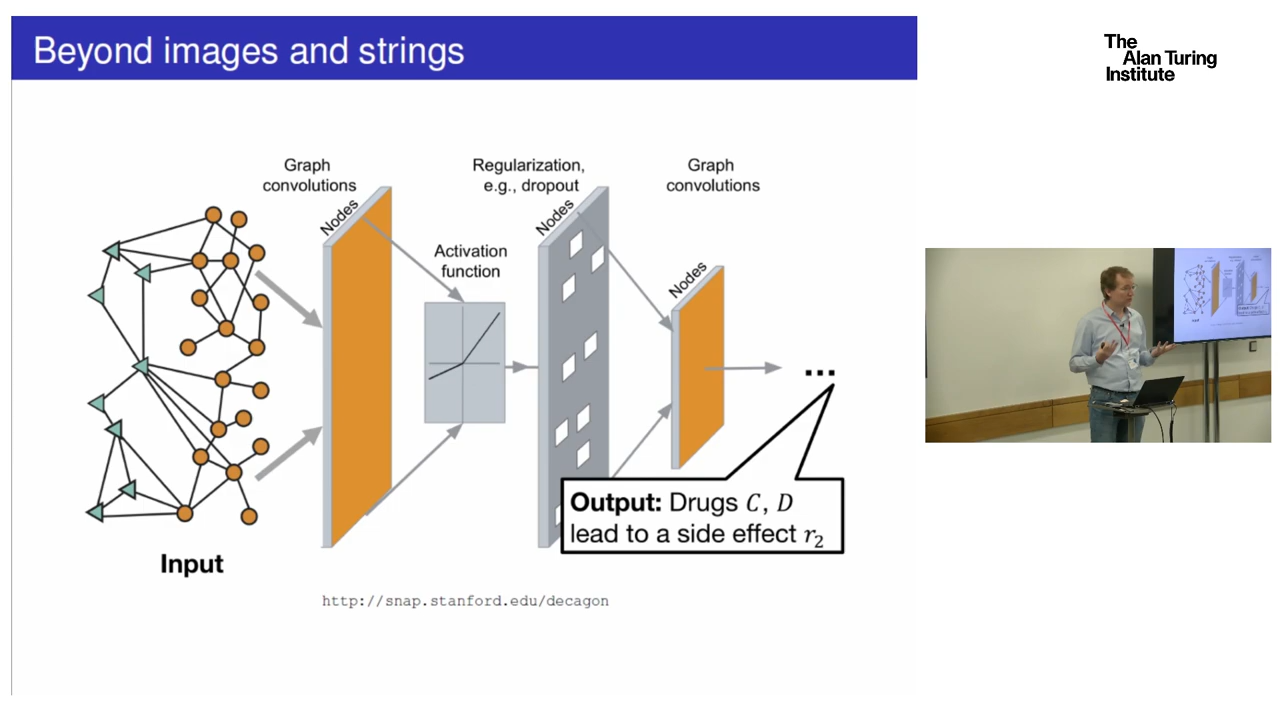 Beyond images and strings
The
Alan Turing
Institute
Graph
convolutions
Regularization,
e.g., dropout
Graph
convolutions
Nodes
Nodes
Nodes
Activation
function
...
Output: Drugs C, D
lead to a side effect r₂
Input
http://snap.stanford.edu/decagon